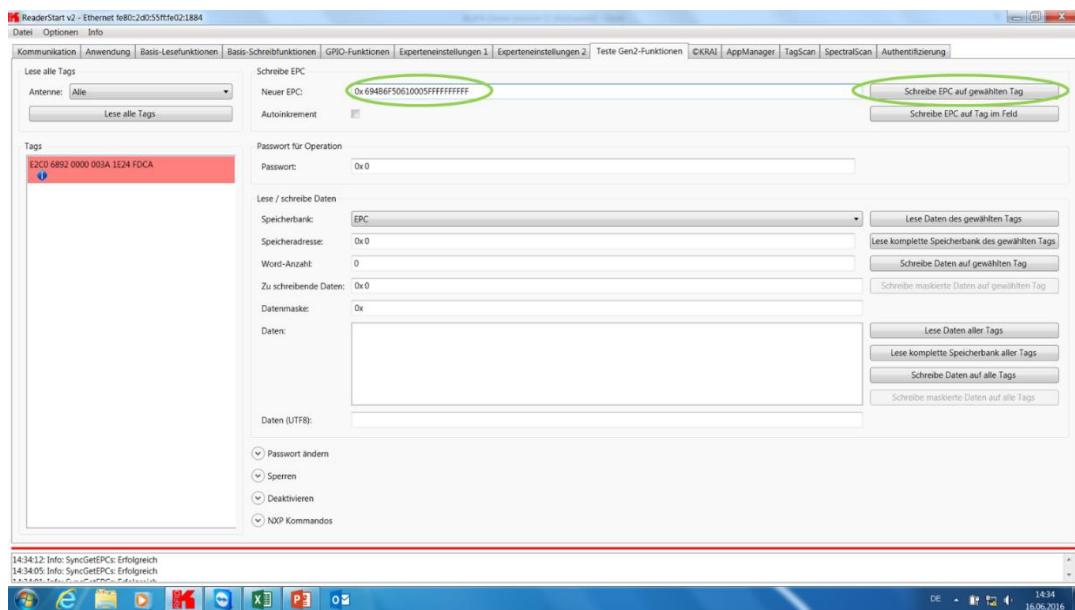 ReaderStart v2 - Ethernet fe80::2d0:55ff:fe02:1884
Datei Optionen Info
Kommunikation Anwendung Basis-Lesefunktionen Basis-Schreibfunktionen GPIO-Funktionen Experteneinstellungen 1 Experteneinstellungen 2 Teste Gen2-Funktionen ©KRAI AppManager TagScan SpectralScan Authentifizierung
Lese alle Tags
Antenne: Alle
Lese alle Tags
Tags
E2C0 6892 0000 003A 1E24 FDCA
Schreibe EPC
Neuer EPC: 0x 69486F50610005FFFFFFFFFF Schreibe EPC auf gewählten Tag
Autoinkrement Schreibe EPC auf Tag im Feld
Passwort für Operation
Passwort: 0x 0
Lese / schreibe Daten
Speicherbank: EPC Lese Daten des gewählten Tags
Speicheradresse: 0x 0 Lese komplette Speicherbank des gewählten Tags
Word-Anzahl: 0 Schreibe Daten auf gewählten Tag
Zu schreibende Daten: 0x 0 Schreibe maskierte Daten auf gewählten Tag
Datenmaske: 0x
Daten: Lese Daten aller Tags
Lese komplette Speicherbank aller Tags
Schreibe Daten auf alle Tags
Schreibe maskierte Daten auf alle Tags
Daten (UTF8):
Passwort ändern
Sperren
Deaktivieren
NXP Kommandos
14:34:12: Info: SyncGetEPCs: Erfolgreich
14:34:05: Info: SyncGetEPCs: Erfolgreich
DE 14:34
16.06.2016